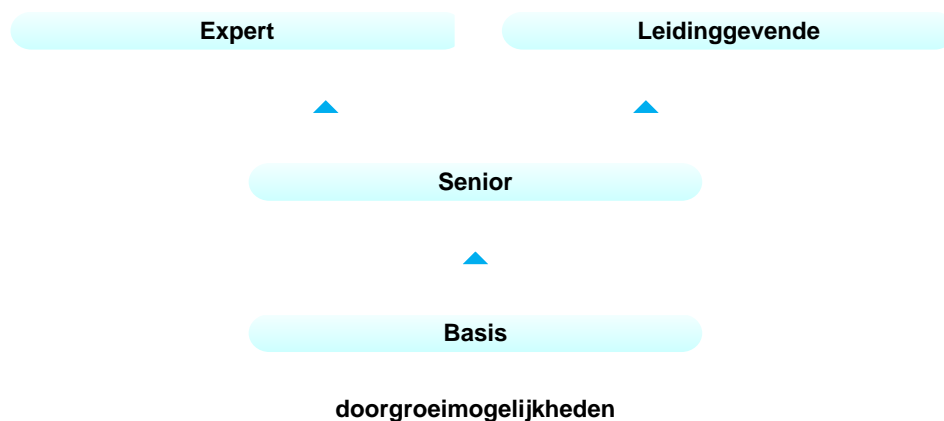 Expert
Leidinggevende
Senior
Basis
doorgroeimogelijkheden